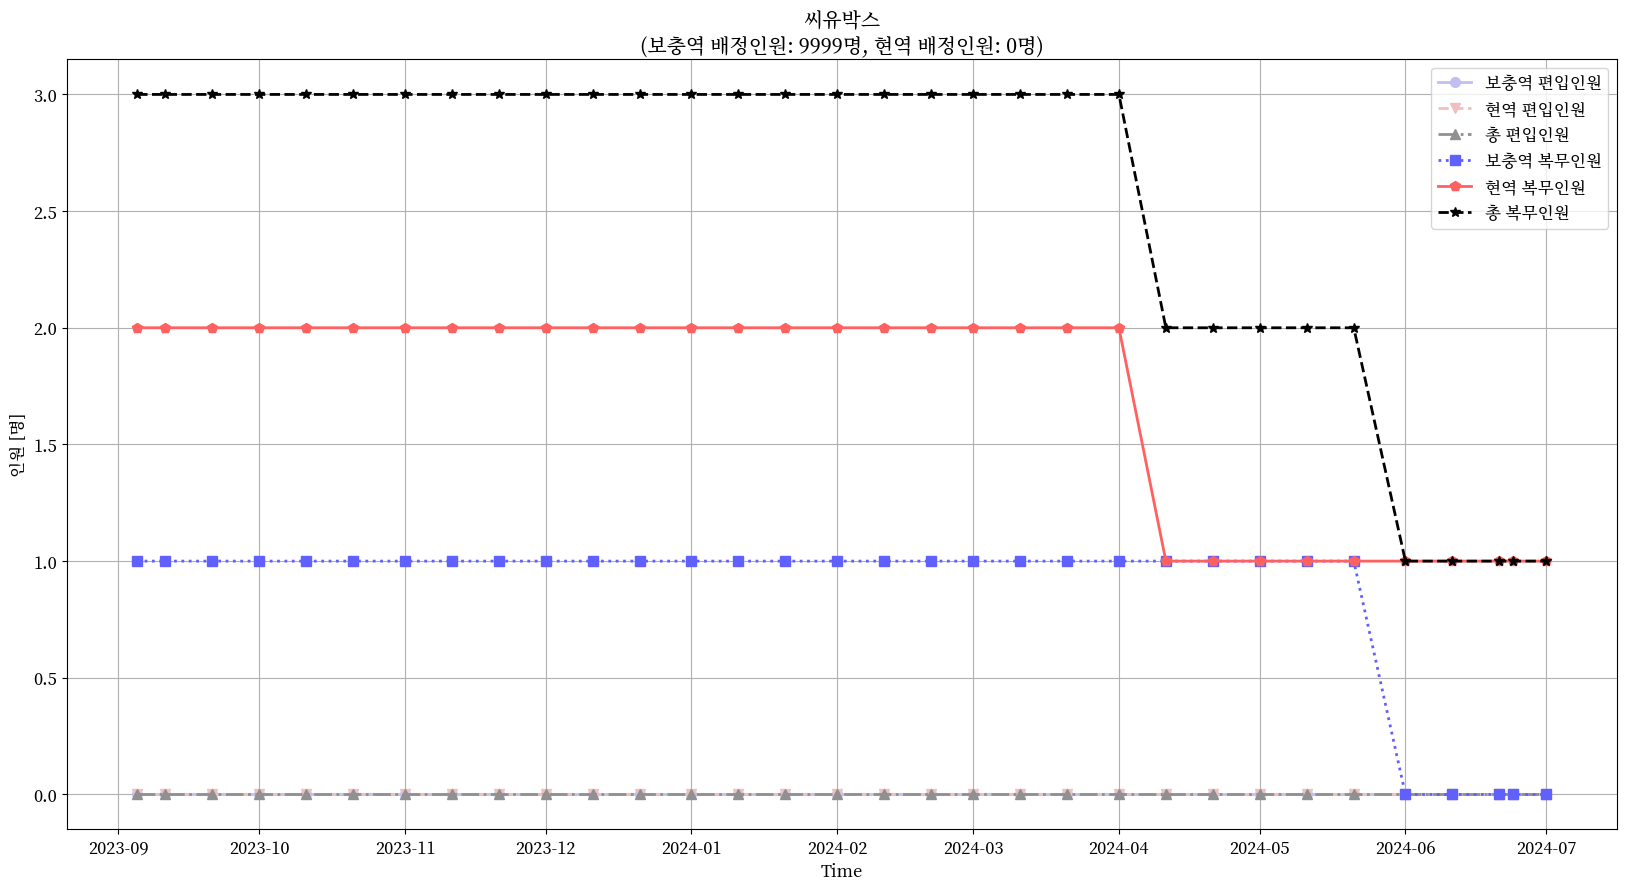 씨유박스
(보충역 배정인원: 9999명, 현역 배정인원: 0명)
보충역 편입인원
현역 편입인원
총 편입인원
보충역 복무인원
현역 복무인원
총 복무인원
인원 [명]
3.0
2.5
2.0
1.5
1.0
0.5
0.0
2023-09 2023-10 2023-11 2023-12 2024-01 2024-02 2024-03 2024-04 2024-05 2024-06 2024-07
Time